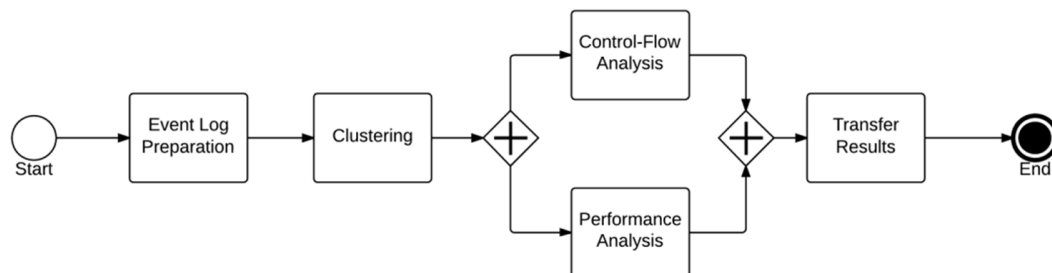 Control-Flow
Analysis
Event Log
Preparation
Clustering
Transfer
Results
Start
End
Performance
Analysis